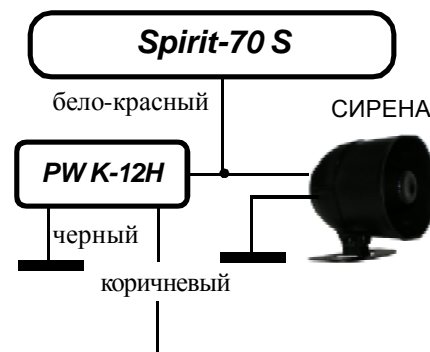 Spirit-70 S
бело-красный
СИРЕНА
PW K-12H
черный
коричневый